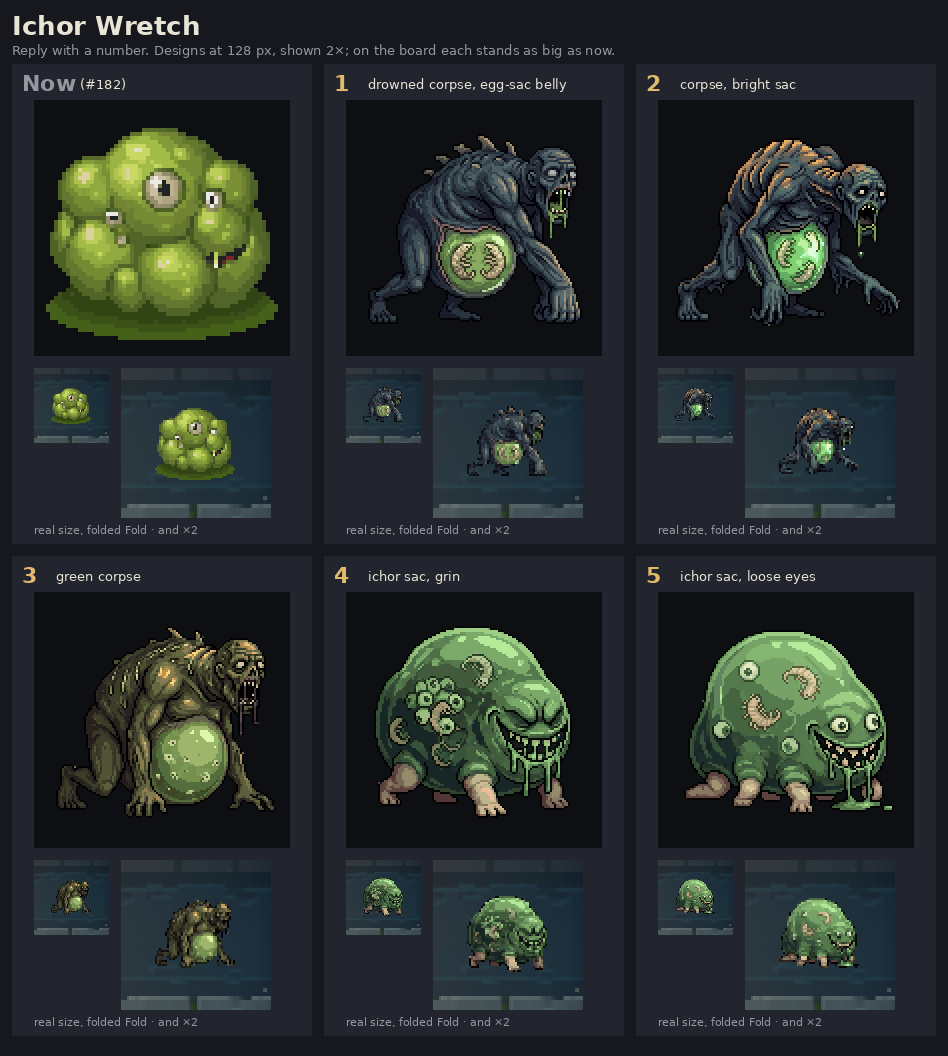 Ichor Wretch
Reply with a number. Designs at 128 px, shown 2×; on the board each stands as big as now.
Now (#182)
1 drowned corpse, egg-sac belly
2 corpse, bright sac
real size, folded Fold · and ×2
real size, folded Fold · and ×2
real size, folded Fold · and ×2
3 green corpse
4 ichor sac, grin
5 ichor sac, loose eyes
real size, folded Fold · and ×2
real size, folded Fold · and ×2
real size, folded Fold · and ×2